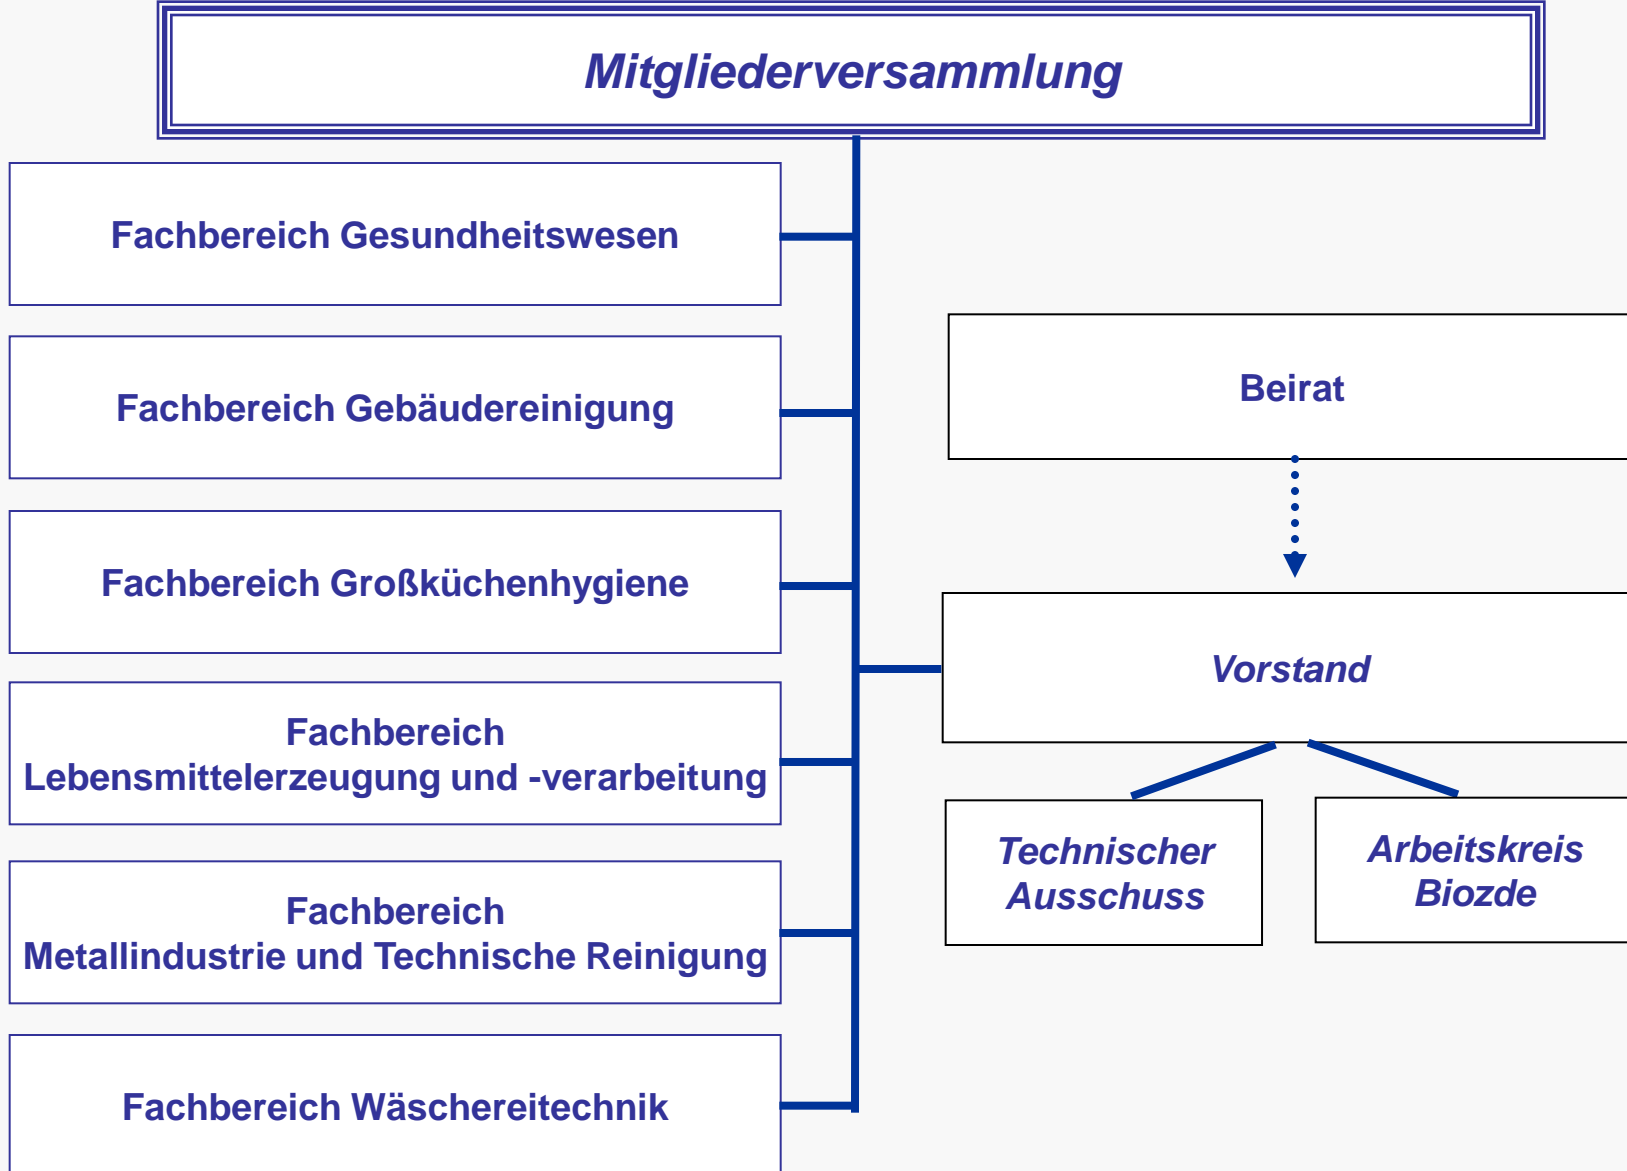 Mitgliederversammlung
Fachbereich Gesundheitswesen
Fachbereich Gebäudereinigung
Fachbereich Großküchenhygiene
Fachbereich
Lebensmittelerzeugung und -verarbeitung
Fachbereich
Metallindustrie und Technische Reinigung
Fachbereich Wäschereitechnik
Beirat
Vorstand
Technischer
Ausschuss
Arbeitskreis
Biozde